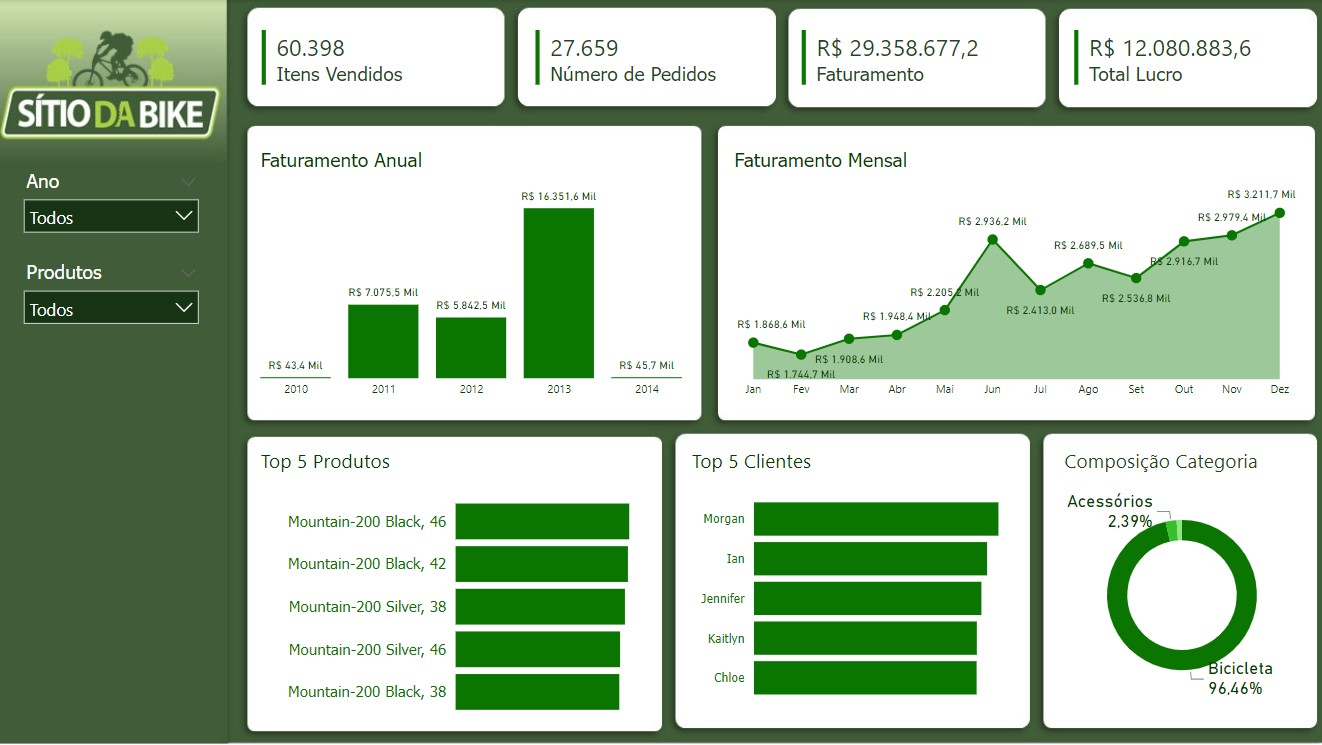 SÍTIO DA BIKE
Ano
Todos
Produtos
Todos
60.398
Itens Vendidos
27.659
Número de Pedidos
R$ 29.358.677,2
Faturamento
R$ 12.080.883,6
Total Lucro
Faturamento Anual
R$ 43,4 Mil
R$ 7.075,5 Mil
R$ 5.842,5 Mil
R$ 16.351,6 Mil
R$ 45,7 Mil
2010
2011
2012
2013
2014
Faturamento Mensal
R$ 1.868,6 Mil
R$ 1.744,7 Mil
R$ 1.908,6 Mil
R$ 1.948,4 Mil
R$ 2.205,2 Mil
R$ 2.936,2 Mil
R$ 2.413,0 Mil
R$ 2.689,5 Mil
R$ 2.536,8 Mil
R$ 2.916,7 Mil
R$ 2.979,4 Mil
R$ 3.211,7 Mil
Jan
Fev
Mar
Abr
Mai
Jun
Jul
Ago
Set
Out
Nov
Dez
Top 5 Produtos
Mountain-200 Black, 46
Mountain-200 Black, 42
Mountain-200 Silver, 38
Mountain-200 Silver, 46
Mountain-200 Black, 38
Top 5 Clientes
Morgan
Ian
Jennifer
Kaitlyn
Chloe
Composição Categoria
Acessórios
2,39%
Bicicleta
96,46%